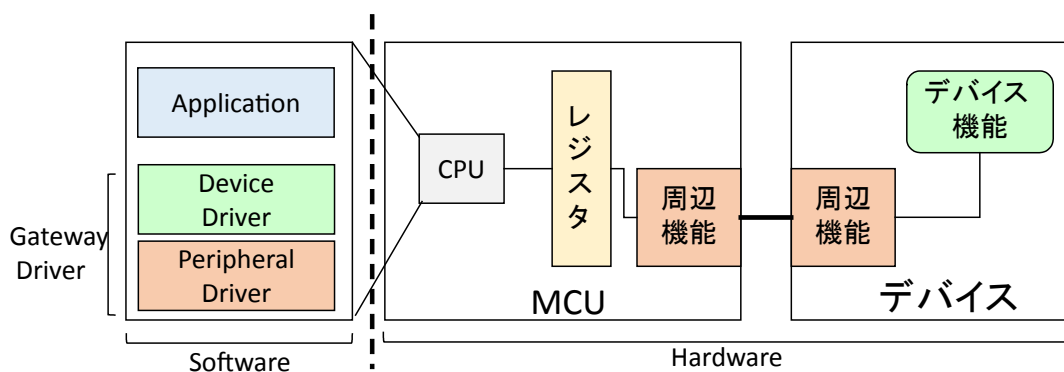 Application
Device
Driver
Peripheral
Driver
Gateway
Driver
Software
CPU
レジスタ
周辺
機能
MCU
周辺
機能
デバイス
機能
デバイス
Hardware